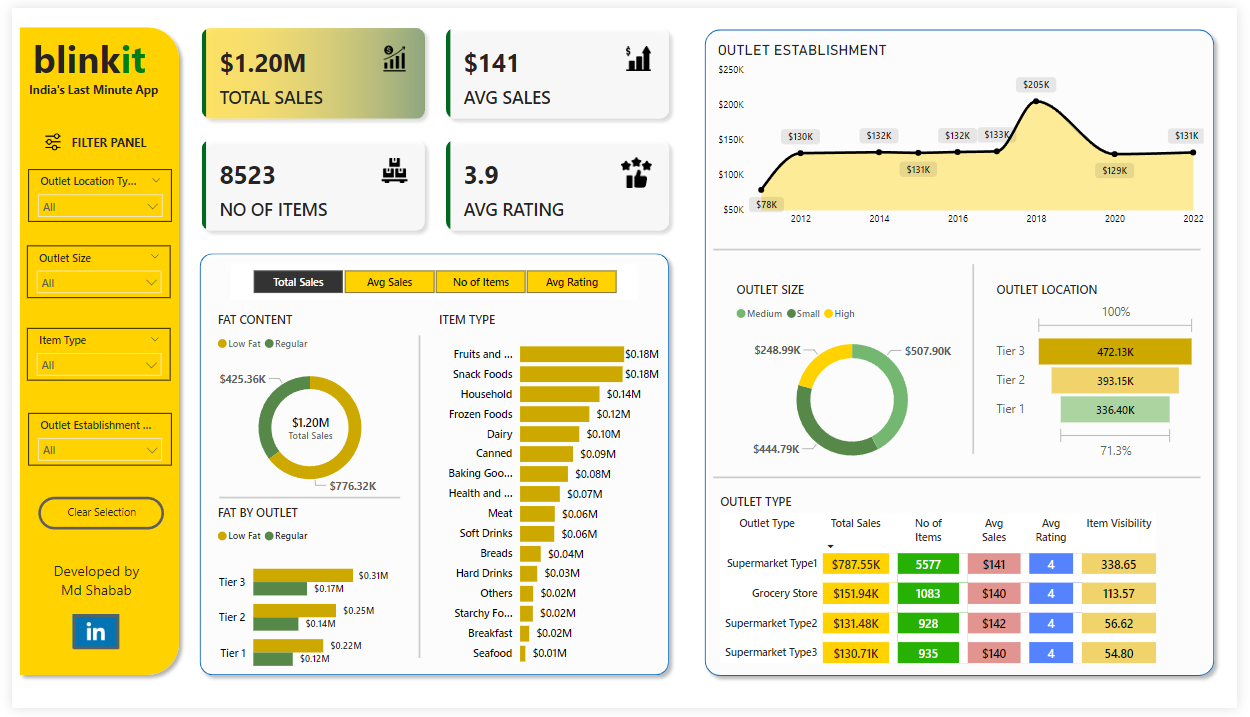 blinkit
India's Last Minute App
FILTER PANEL
Outlet Location Ty...
All
Outlet Size
All
Item Type
All
Outlet Establishment ...
All
Clear Selection
Developed by
Md Shabab
in
$1.20M
TOTAL SALES
$141
AVG SALES
8523
NO OF ITEMS
3.9
AVG RATING
Total Sales Avg Sales No of Items Avg Rating
FAT CONTENT
Low Fat Regular
$425.36K
$1.20M
Total Sales
$776.32K
FAT BY OUTLET
Low Fat Regular
Tier 3 $0.31M
$0.17M
Tier 2 $0.25M
$0.14M
Tier 1 $0.22M
$0.12M
ITEM TYPE
Fruits and ... $0.18M
Snack Foods $0.18M
Household $0.14M
Frozen Foods $0.12M
Dairy $0.10M
Canned $0.09M
Baking Goo... $0.08M
Health and ... $0.07M
Meat $0.06M
Soft Drinks $0.06M
Breads $0.04M
Hard Drinks $0.03M
Others $0.02M
Starchy Fo... $0.02M
Breakfast $0.02M
Seafood $0.01M
OUTLET ESTABLISHMENT
$250K
$200K
$150K
$100K
$50K
$78K
$130K
$132K
$131K
$132K
$133K
$205K
$129K
$131K
2012 2014 2016 2018 2020 2022
OUTLET SIZE
Medium Small High
$248.99K
$507.90K
$444.79K
OUTLET LOCATION
100%
Tier 3 472.13K
Tier 2 393.15K
Tier 1 336.40K
71.3%
OUTLET TYPE
Outlet Type Total Sales No of Items Avg Sales Avg Rating Item Visibility
Supermarket Type1 $787.55K 5577 $141 4 338.65
Grocery Store $151.94K 1083 $140 4 113.57
Supermarket Type2 $131.48K 928 $142 4 56.62
Supermarket Type3 $130.71K 935 $140 4 54.80